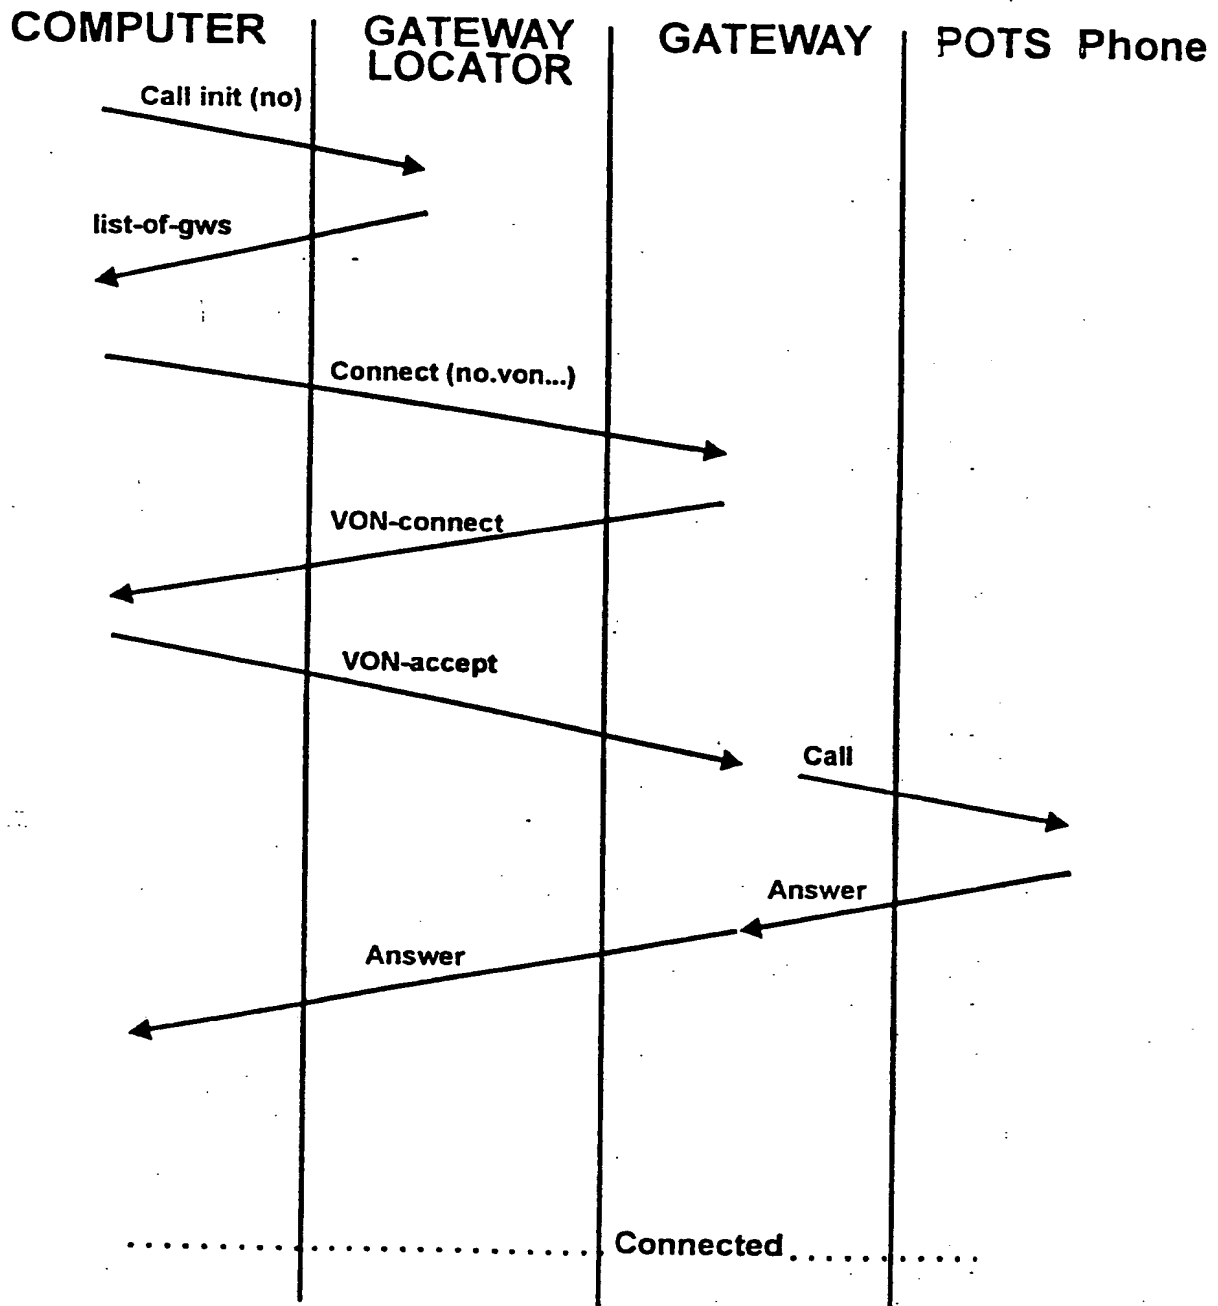 COMPUTER
GATEWAY
LOCATOR
GATEWAY
POTS Phone
Call init (no)
list-of-gws
Connect (no.von...)
VON-connect
VON-accept
Call
Answer
Answer
Connected